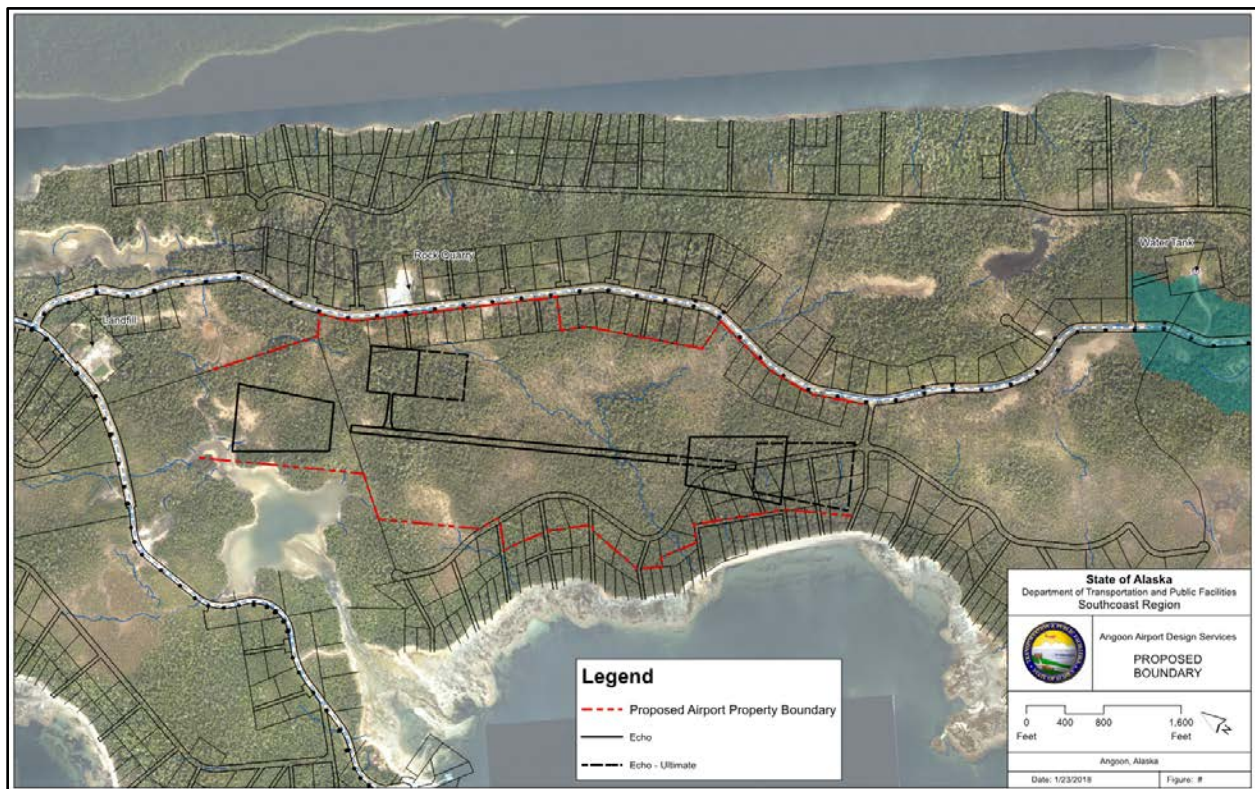 Rock Quarry
Water Tank
Landfill
State of Alaska
Department of Transportation and Public Facilities
Southcoast Region
Angoon Airport Design Services
PROPOSED
BOUNDARY
Legend
Proposed Airport Property Boundary
Echo
Echo - Ultimate
0 400 800 1,600
Feet Feet
Angoon, Alaska
Date: 1/23/2018 Figure: #